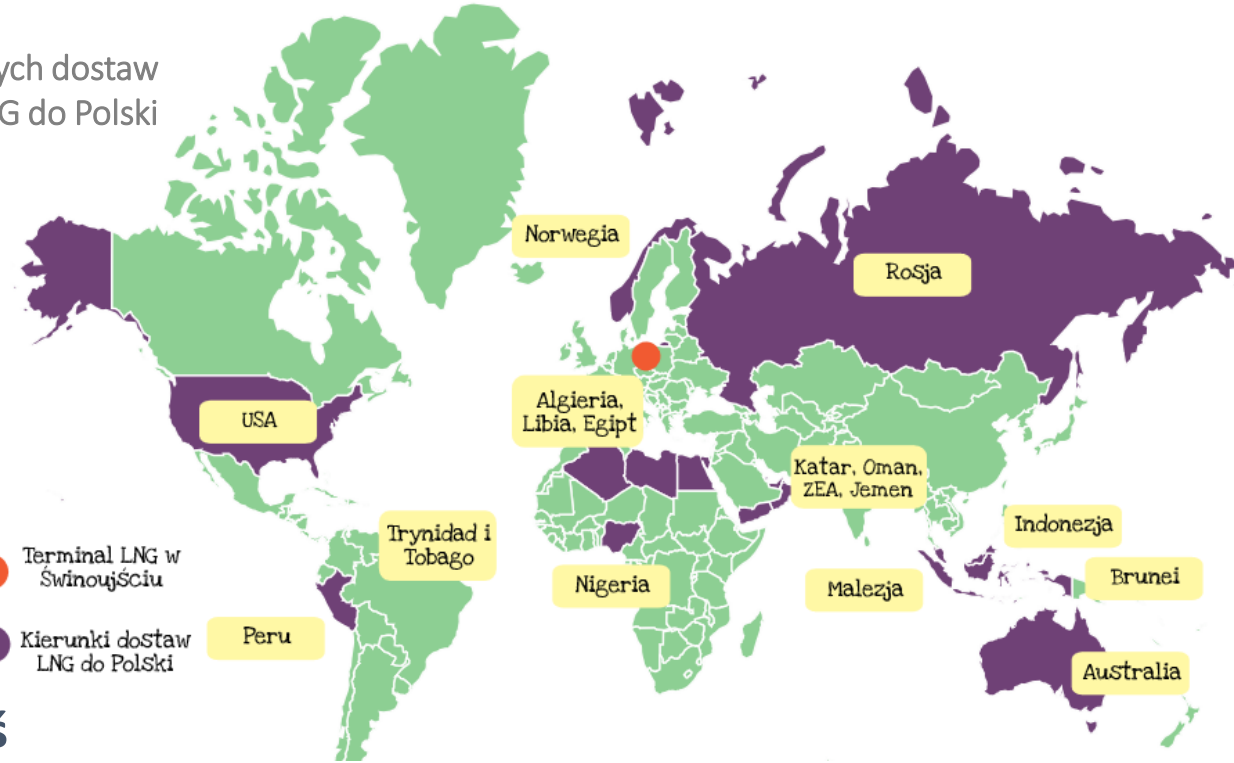 ych dostaw
G do Polski
Norwegia
Rosja
USA
Algieria,
Libia, Egipt
Katar, Oman,
ZEA, Jemen
Trynidad i
Tobago
Indonezja
Nigeria
Malezja
Brunei
Terminal LNG w
Świnoujściu
Peru
Kierunki dostaw
LNG do Polski
Australia
ś